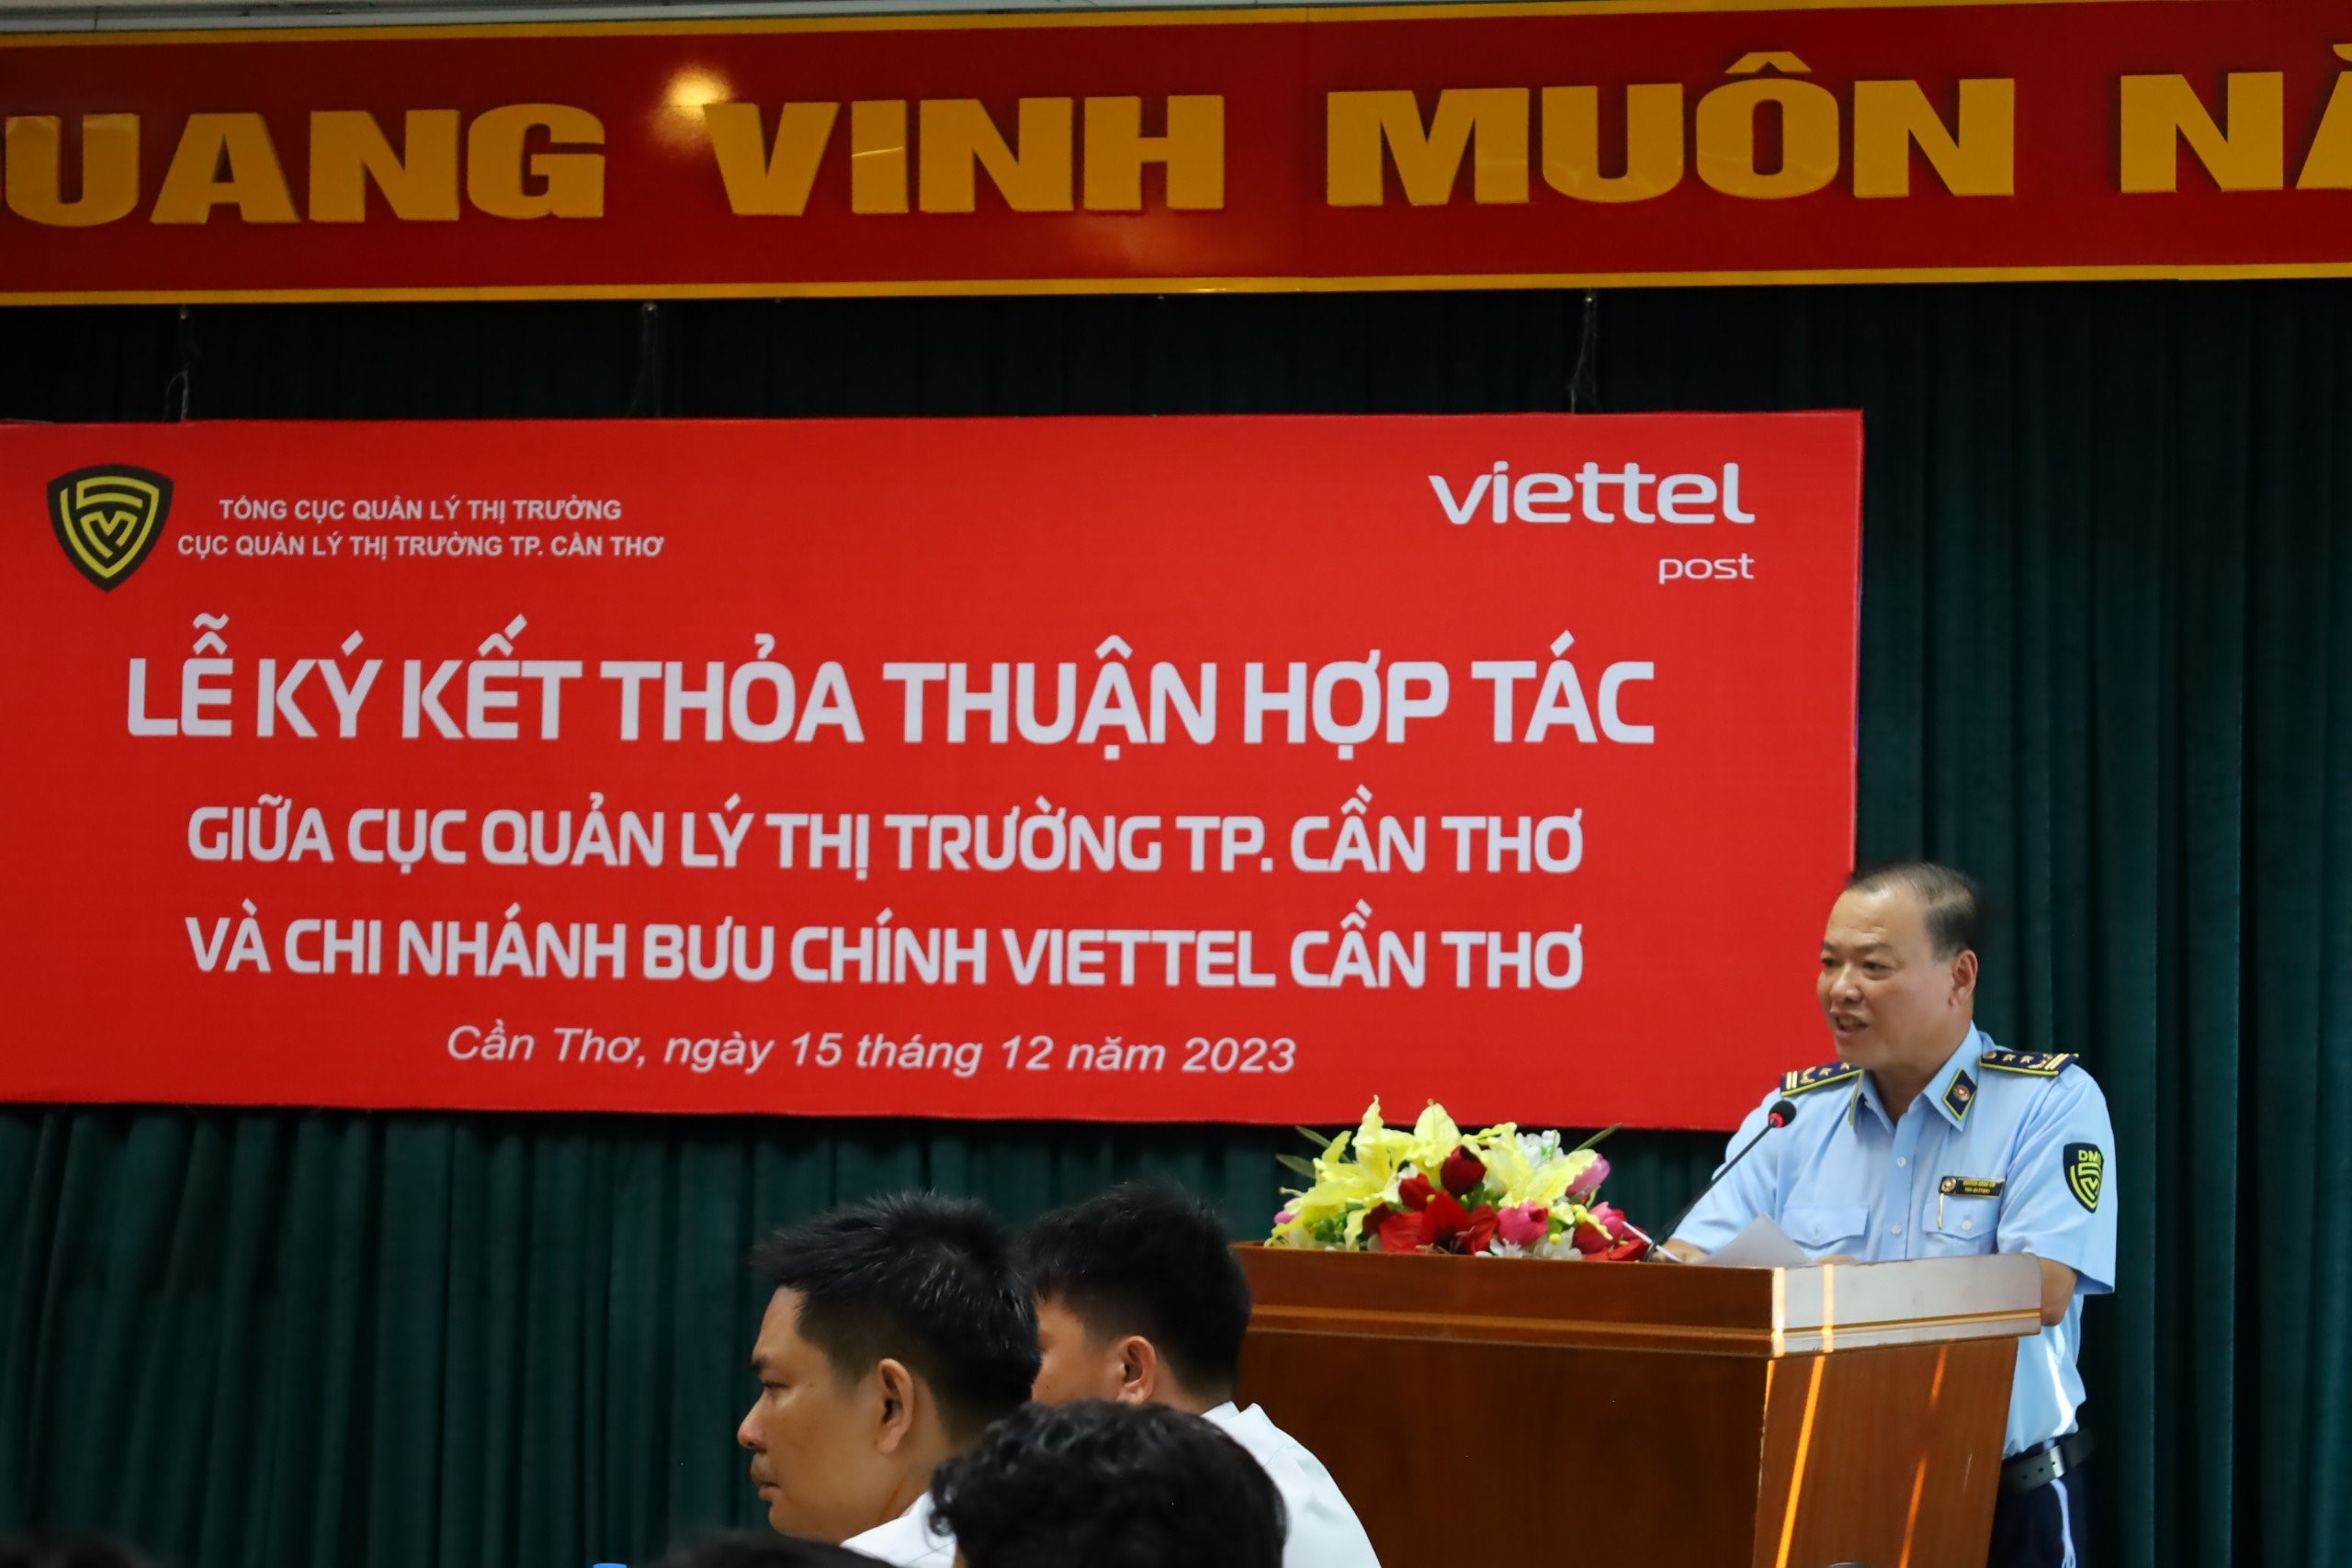 UANG VINH MUÔN N
TỔNG CỤC QUẢN LÝ THỊ TRƯỜNG
CỤC QUẢN LÝ THỊ TRƯỜNG TP. CẦN THƠ
viettel
post
LỄ KÝ KẾT THỎA THUẬN HỢP TÁC
GIỮA CỤC QUẢN LÝ THỊ TRƯỜNG TP. CẦN THƠ
VÀ CHI NHÁNH BƯU CHÍNH VIETTEL CẦN THƠ
Cần Thơ, ngày 15 tháng 12 năm 2023
DM